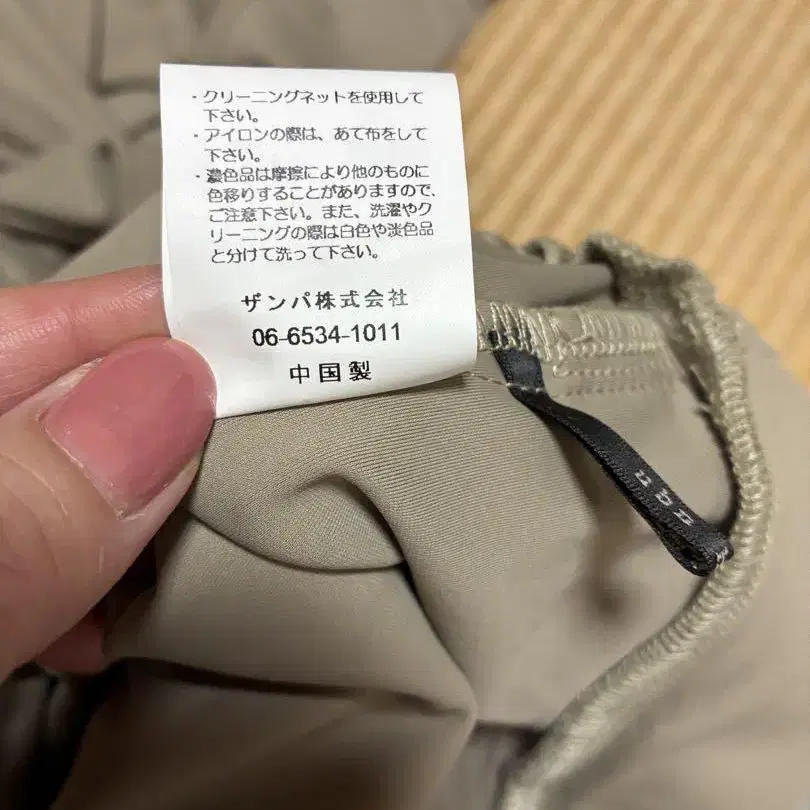 ・クリーニングネットを使用して
下さい。
・アイロンの際は、あて布をして
下さい。
・濃色品は摩擦により他のものに
色移りすることがありますので、
ご注意下さい。また、洗濯やク
リーニングの際は白色や淡色品
と分けて洗って下さい。
ザンパ株式会社
06-6534-1011
中国製